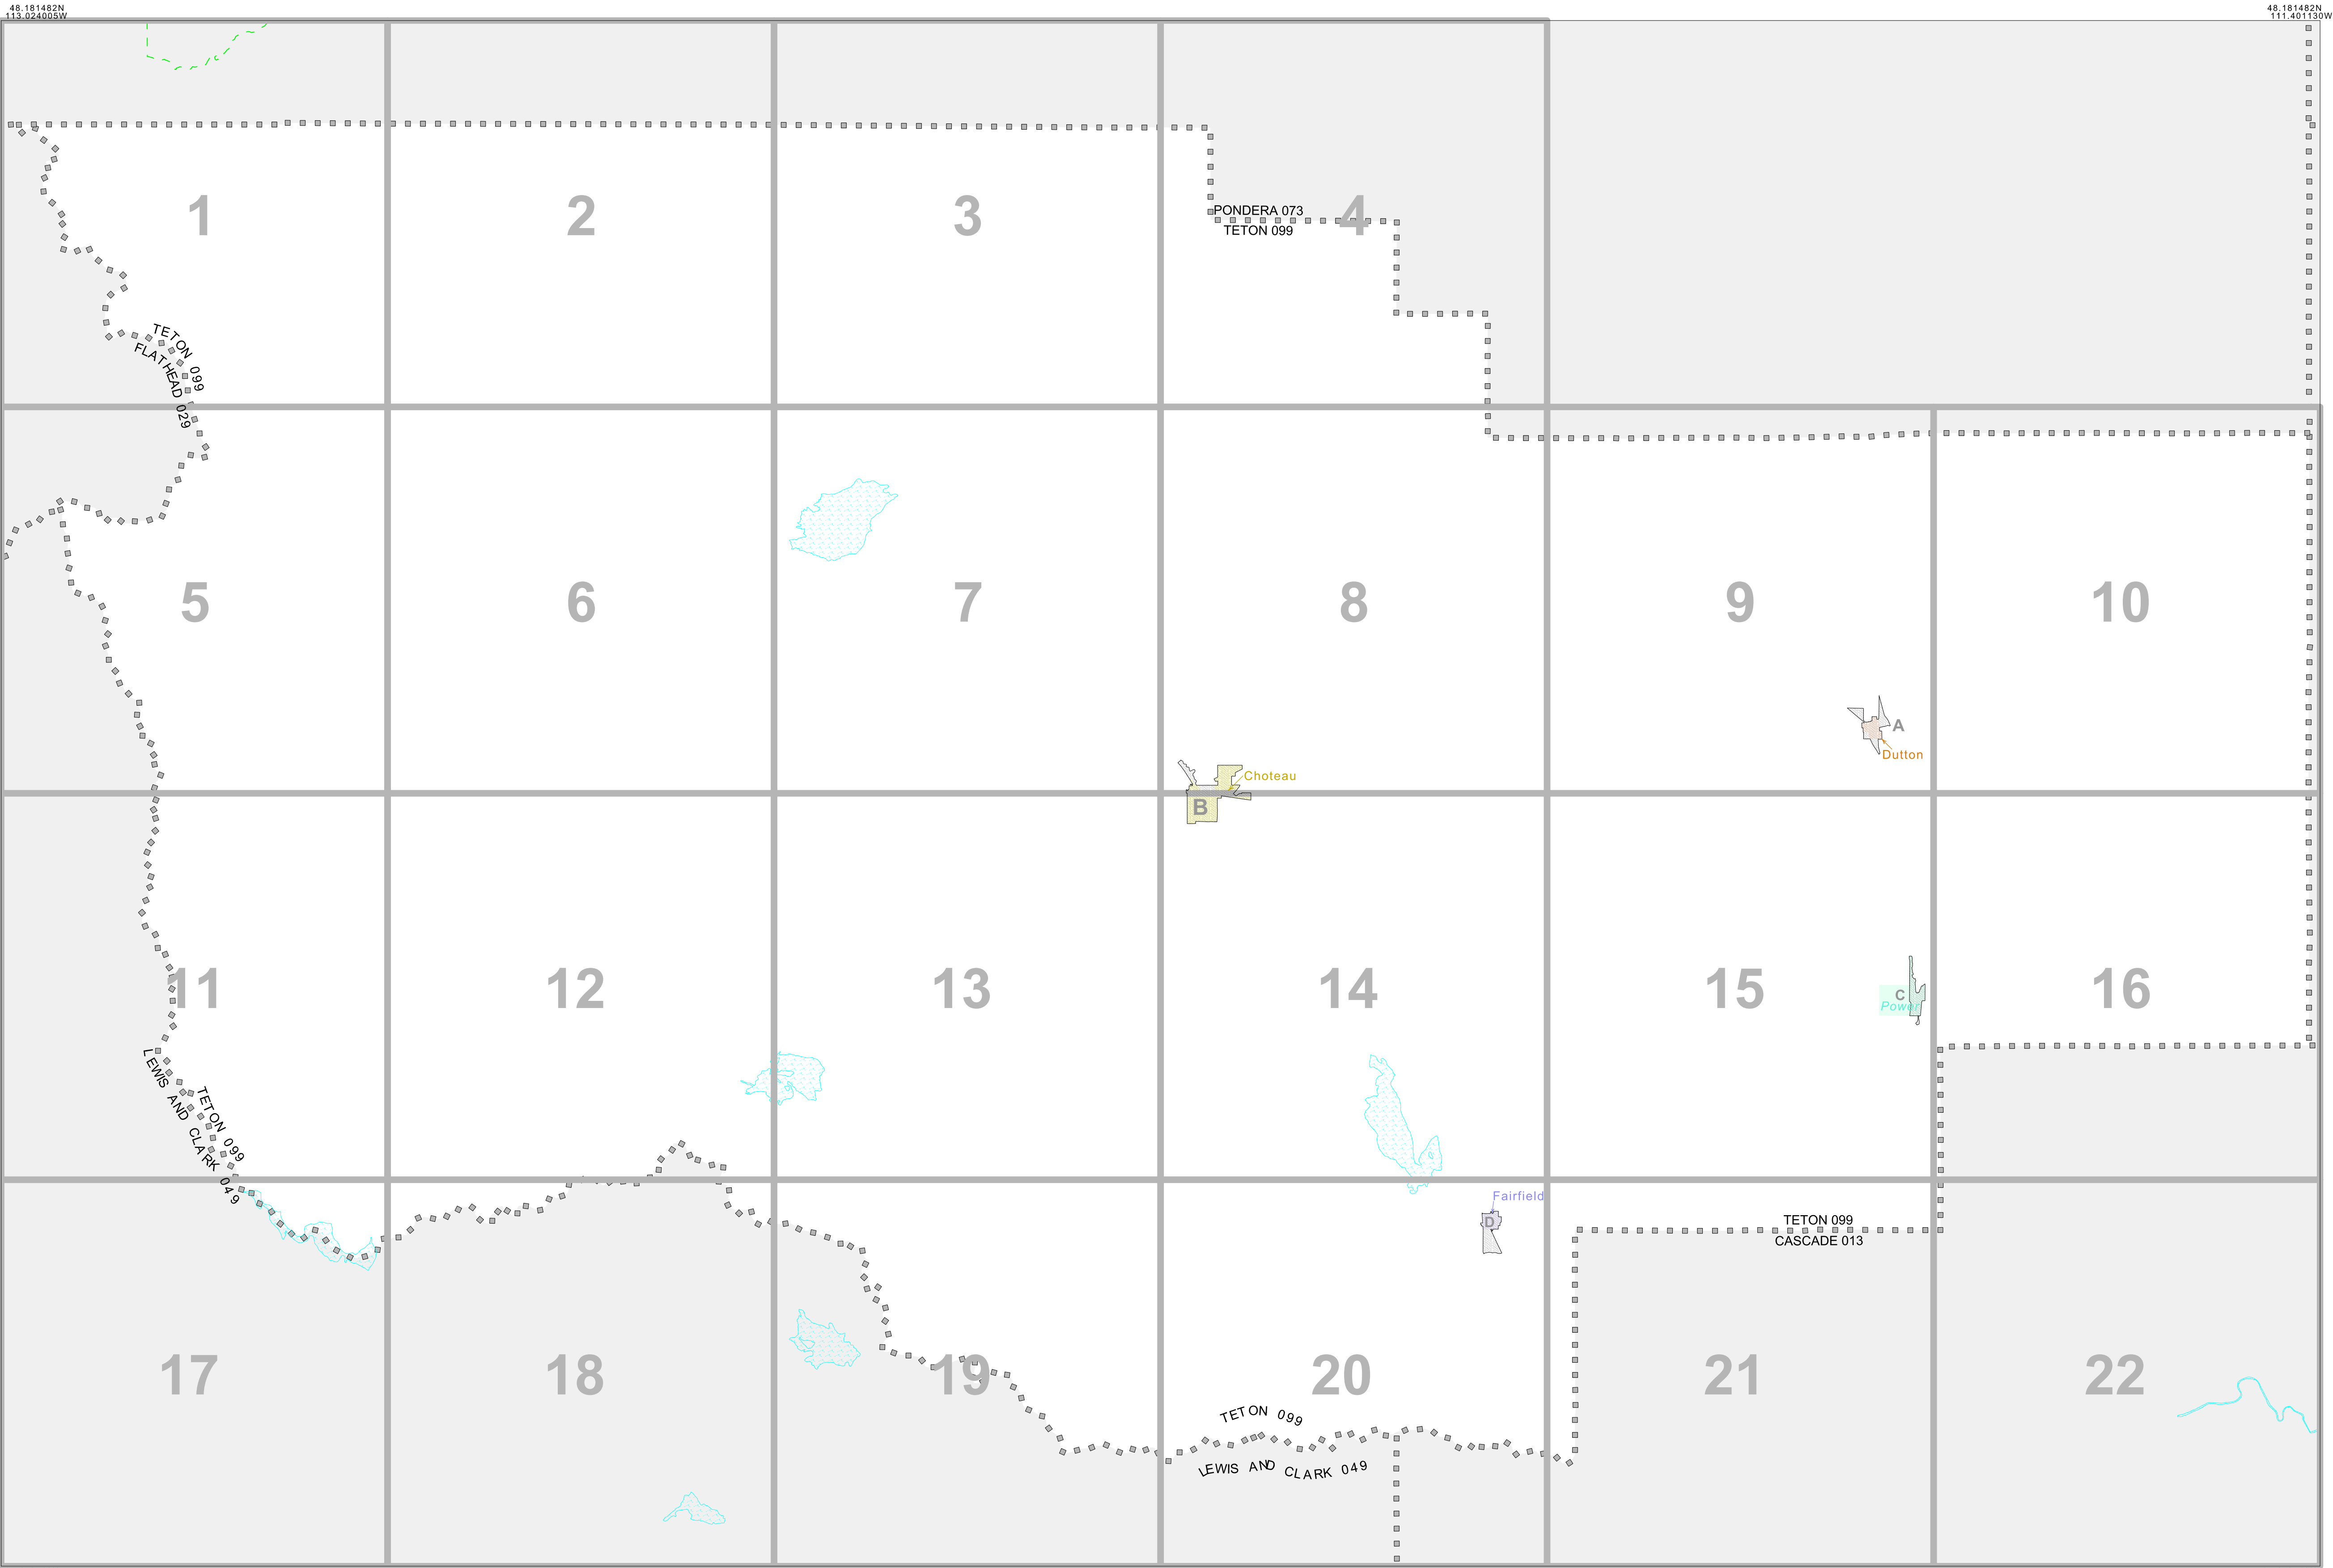 48.181482N
113.024005W
48.181482N
111.401130W
1
2
3
4
PONDERA 073
TETON 099
TETON 099
FLATHEAD 029
5
6
7
8
9
10
A
Dutton
Choteau
B
11
12
13
14
15
16
C
Power
TETON 099
LEWIS AND CLARK 049
Fairfield
D
TETON 099
CASCADE 013
17
18
19
20
21
22
TETON 099
LEWIS AND CLARK 049